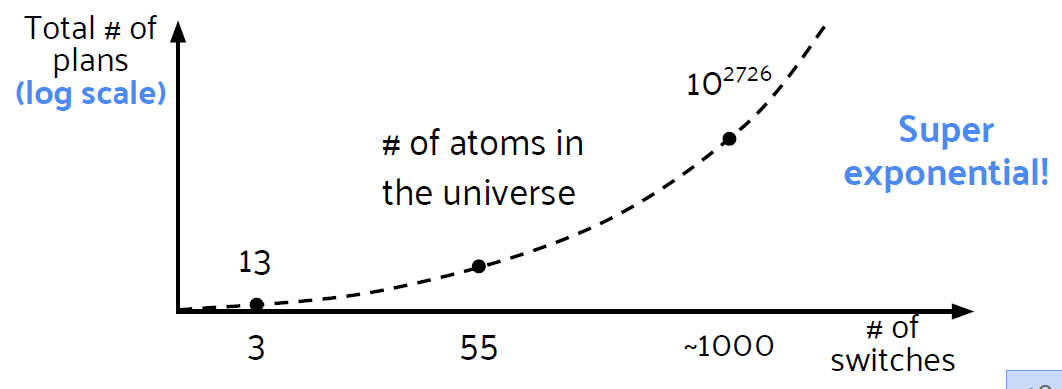 Total # of
plans
(log scale)
10^2726
# of atoms in
the universe
Super
exponential!
13
3
55
~1000
# of
switches